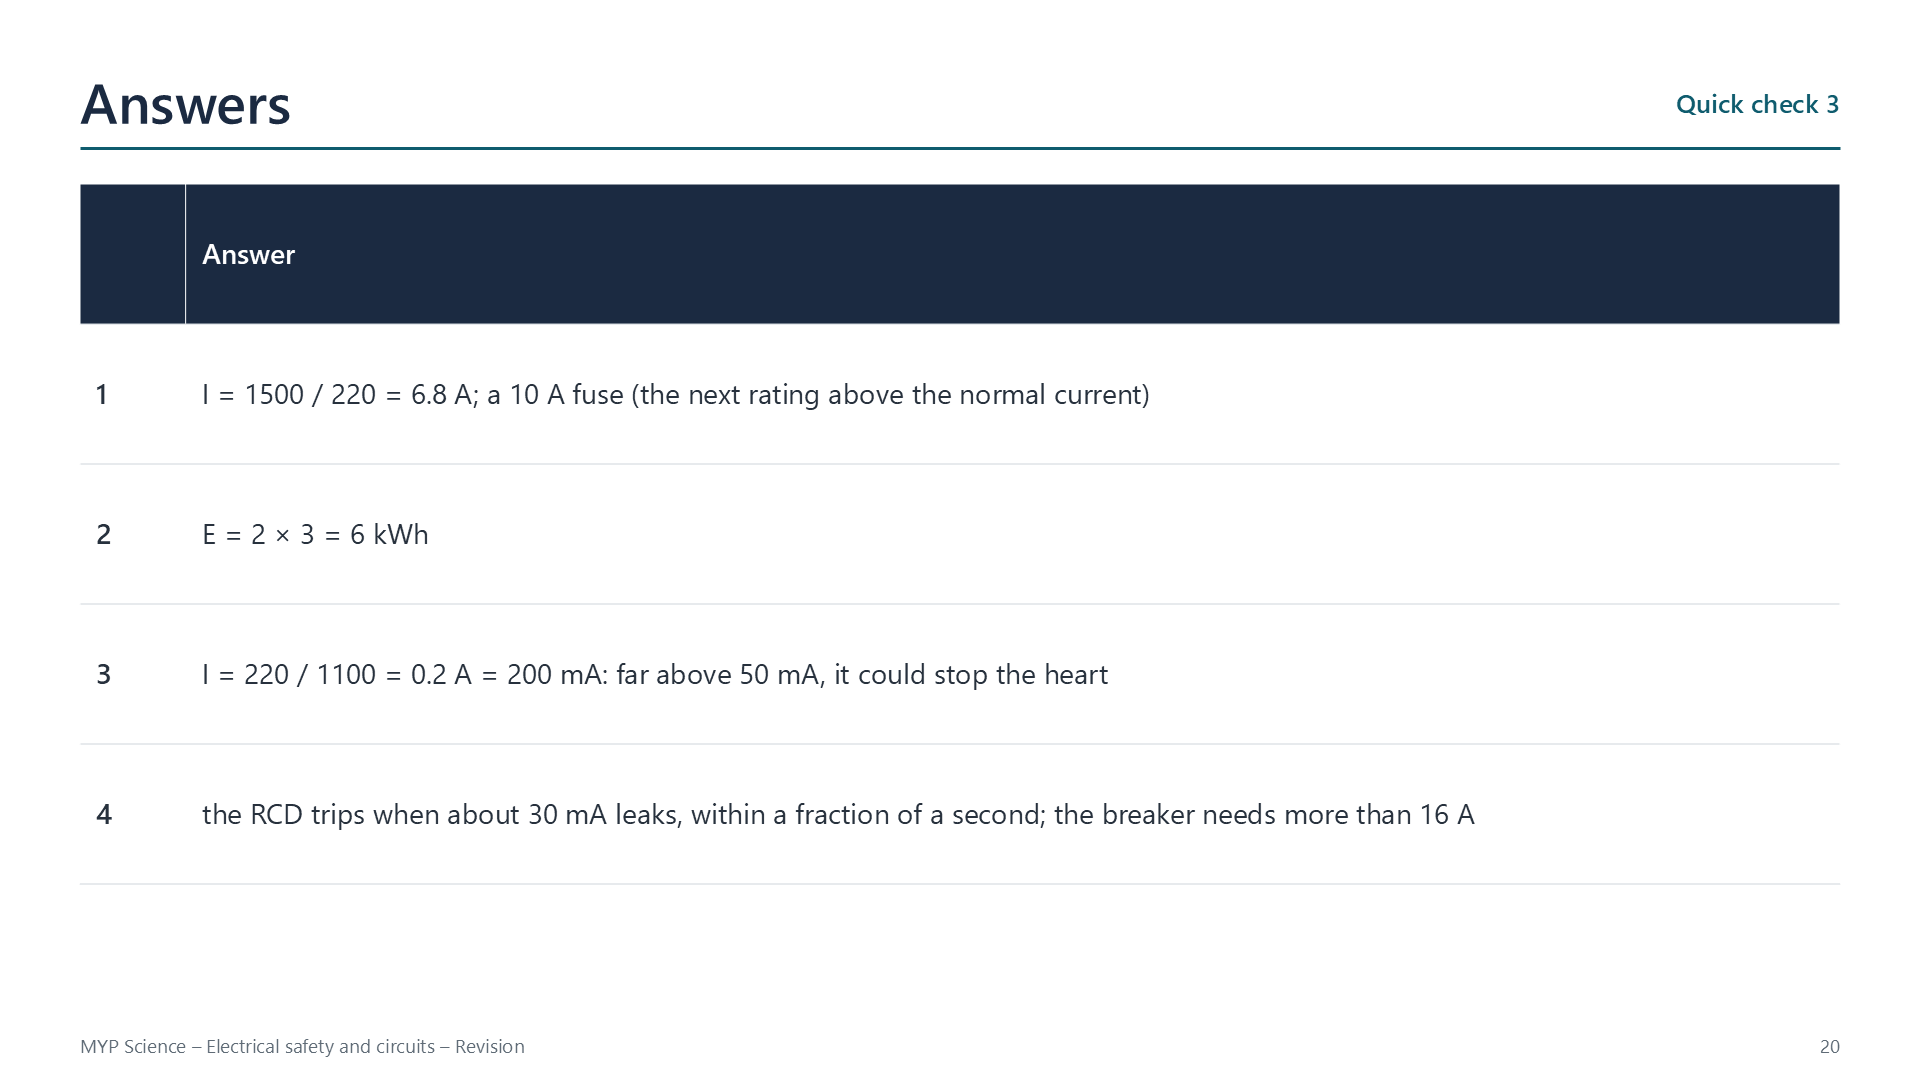 Answers
Quick check 3
Answer
1 I = 1500 / 220 = 6.8 A; a 10 A fuse (the next rating above the normal current)
2 E = 2 × 3 = 6 kWh
3 I = 220 / 1100 = 0.2 A = 200 mA: far above 50 mA, it could stop the heart
4 the RCD trips when about 30 mA leaks, within a fraction of a second; the breaker needs more than 16 A
MYP Science – Electrical safety and circuits – Revision
20